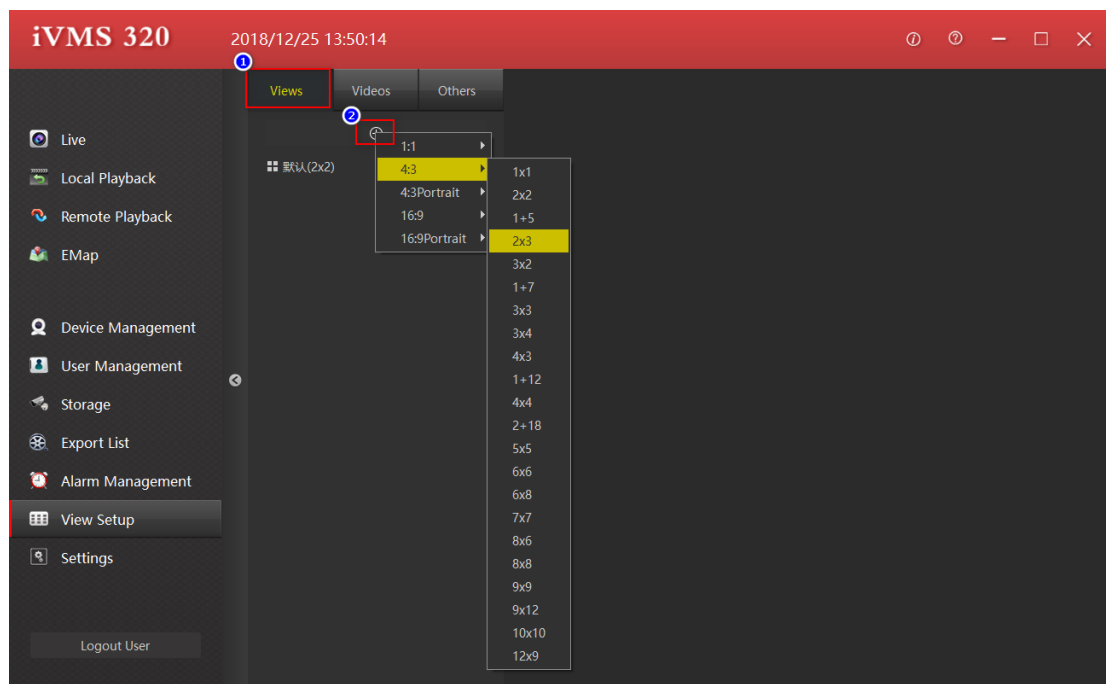 iVMS 320
2018/12/25 13:50:14
1
Views
Videos
Others
2
默认(2x2)
1:1
4:3
4:3Portrait
16:9
16:9Portrait
1x1
2x2
1+5
2x3
3x2
1+7
3x3
3x4
4x3
1+12
4x4
2+18
5x5
6x6
6x8
7x7
8x6
8x8
9x9
9x12
10x10
12x9
Live
Local Playback
Remote Playback
EMap
Device Management
User Management
Storage
Export List
Alarm Management
View Setup
Settings
Logout User